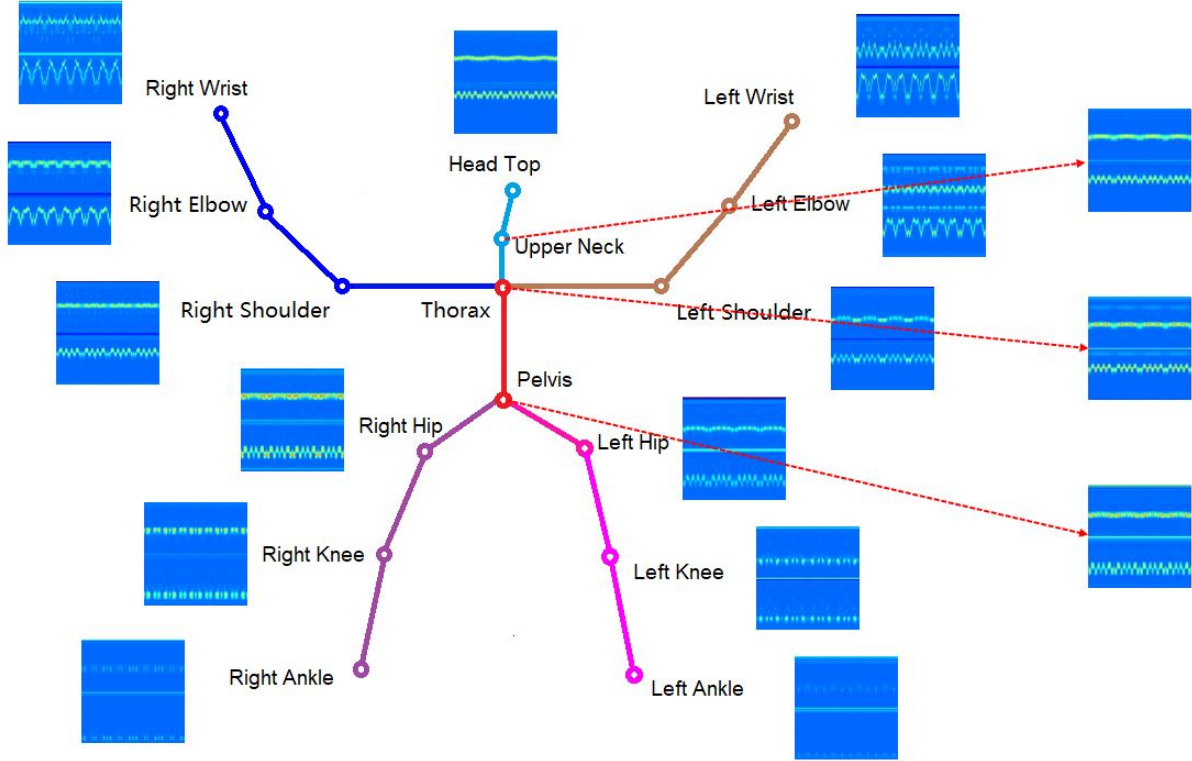 Right Wrist
Left Wrist
Head Top
Right Elbow
Left Elbow
Upper Neck
Right Shoulder
Thorax
Left Shoulder
Pelvis
Right Hip
Left Hip
Right Knee
Left Knee
Right Ankle
Left Ankle